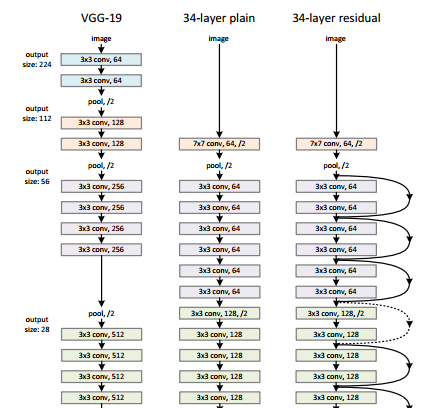 VGG-19
34-layer plain
34-layer residual
image
image
image
output
size: 224
3x3 conv, 64
3x3 conv, 64
pool, /2
output
size: 112
3x3 conv, 128
3x3 conv, 128
7x7 conv, 64, /2
7x7 conv, 64, /2
pool, /2
pool, /2
pool, /2
output
size: 56
3x3 conv, 256
3x3 conv, 64
3x3 conv, 64
3x3 conv, 256
3x3 conv, 64
3x3 conv, 64
3x3 conv, 256
3x3 conv, 64
3x3 conv, 64
3x3 conv, 256
3x3 conv, 64
3x3 conv, 64
3x3 conv, 64
3x3 conv, 64
3x3 conv, 64
3x3 conv, 64
pool, /2
3x3 conv, 128, /2
3x3 conv, 128, /2
output
size: 28
3x3 conv, 512
3x3 conv, 128
3x3 conv, 128
3x3 conv, 512
3x3 conv, 128
3x3 conv, 128
3x3 conv, 512
3x3 conv, 128
3x3 conv, 128
3x3 conv, 512
3x3 conv, 128
3x3 conv, 128